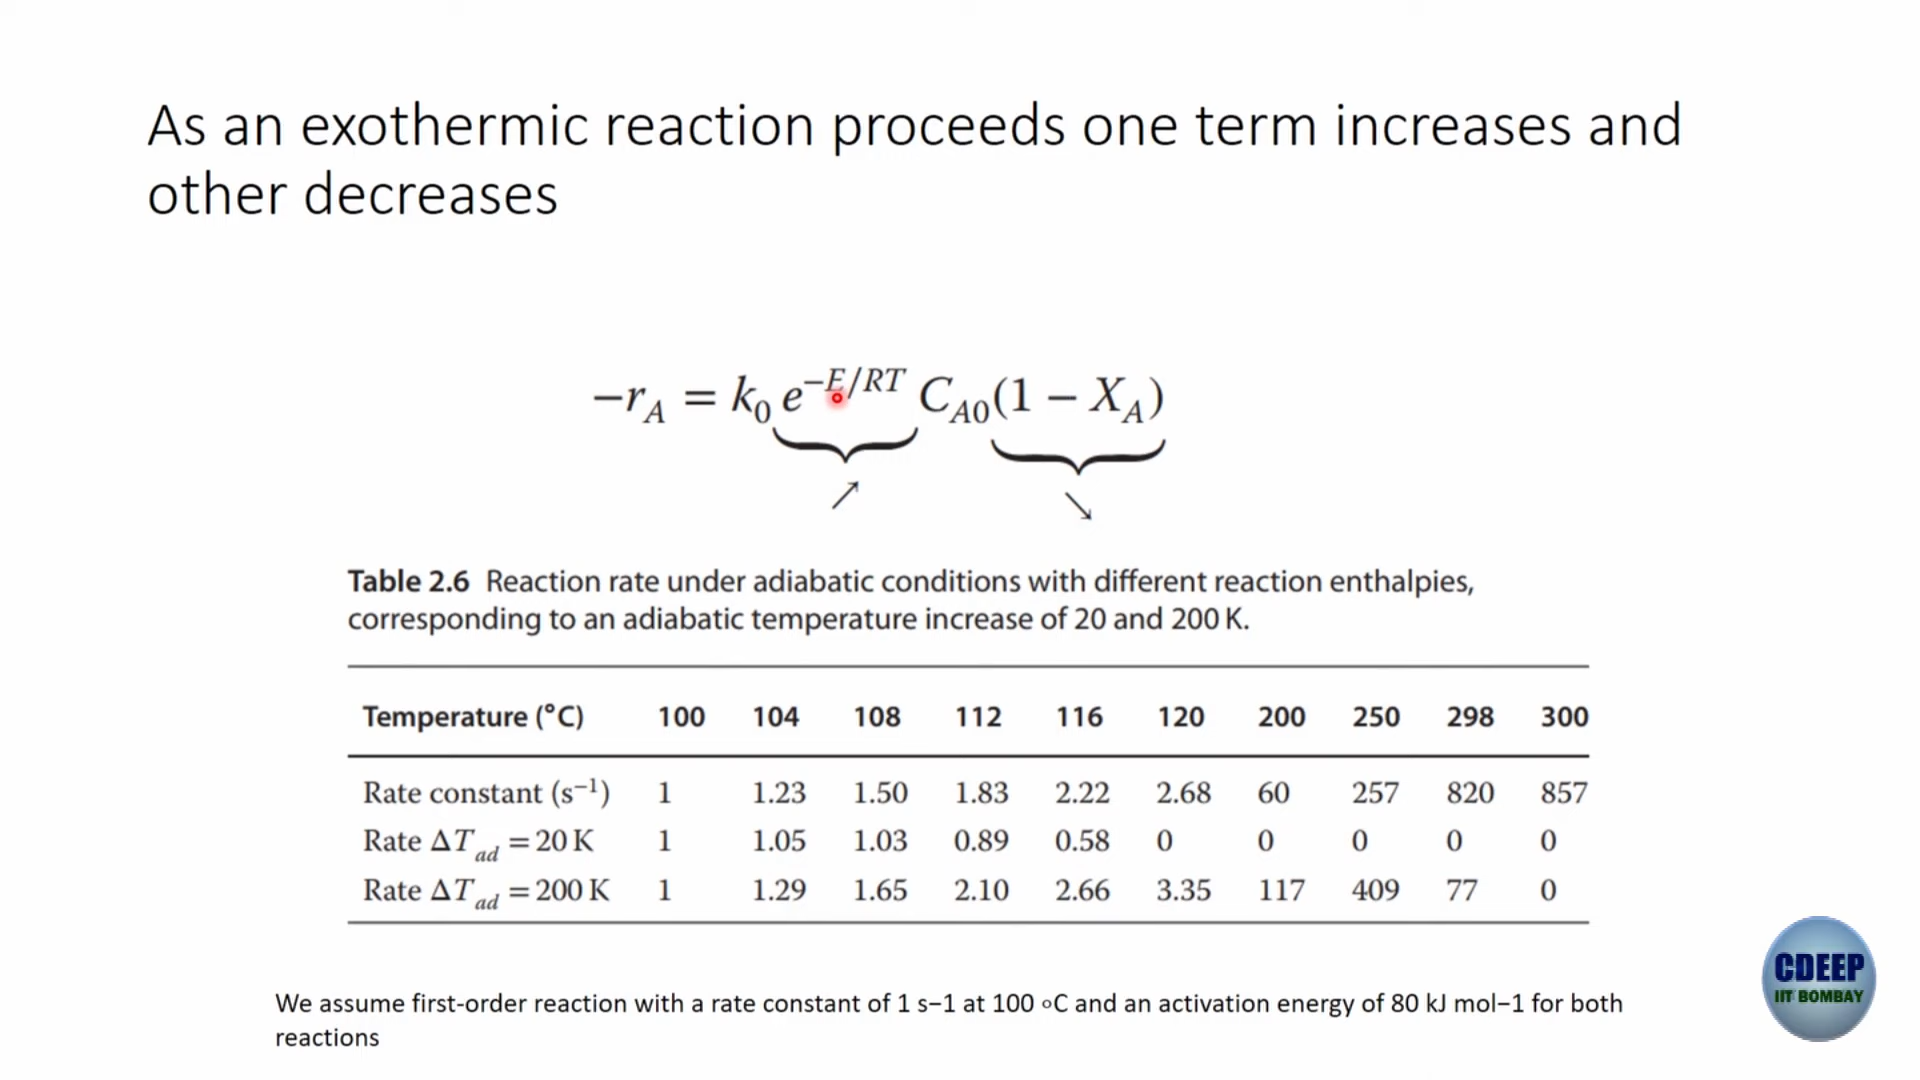 As an exothermic reaction proceeds one term increases and
other decreases
−r_A = k_0 e^{−E/RT} C_{A0}(1 − X_A)
↗ ↘
Table 2.6 Reaction rate under adiabatic conditions with different reaction enthalpies,
corresponding to an adiabatic temperature increase of 20 and 200 K.
Temperature (°C) 100 104 108 112 116 120 200 250 298 300
Rate constant (s⁻¹) 1 1.23 1.50 1.83 2.22 2.68 60 257 820 857
Rate ΔT_ad = 20 K 1 1.05 1.03 0.89 0.58 0 0 0 0 0
Rate ΔT_ad = 200 K 1 1.29 1.65 2.10 2.66 3.35 117 409 77 0
We assume first-order reaction with a rate constant of 1 s−1 at 100 ∘C and an activation energy of 80 kJ mol−1 for both
reactions
CDEEP
IIT BOMBAY